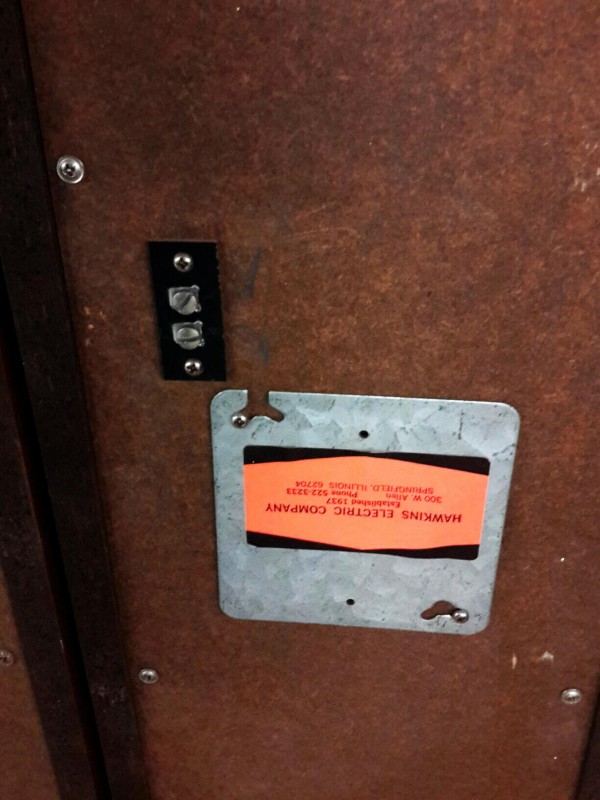 HAWKINS ELECTRIC COMPANY
Established 1937
Phone 522-3233
300 W. Allen
SPRINGFIELD, ILLINOIS 62704